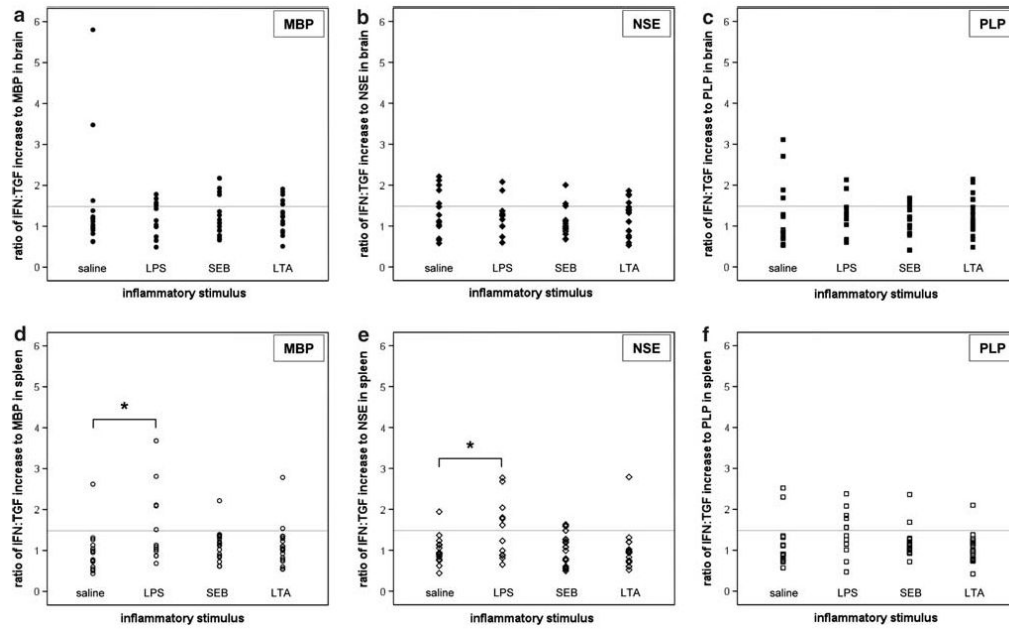 a
MBP
ratio of IFN:TGF increase to MBP in brain
6
5
4
3
2
1
0
saline LPS SEB LTA
inflammatory stimulus
b
NSE
ratio of IFN:TGF increase to NSE in brain
6
5
4
3
2
1
0
saline LPS SEB LTA
inflammatory stimulus
c
PLP
ratio of IFN:TGF increase to PLP in brain
6
5
4
3
2
1
0
saline LPS SEB LTA
inflammatory stimulus
d
MBP
ratio of IFN:TGF increase to MBP in spleen
6
5
4
3
2
1
0
*
saline LPS SEB LTA
inflammatory stimulus
e
NSE
ratio of IFN:TGF increase to NSE in spleen
6
5
4
3
2
1
0
*
saline LPS SEB LTA
inflammatory stimulus
f
PLP
ratio of IFN:TGF increase to PLP in spleen
6
5
4
3
2
1
0
saline LPS SEB LTA
inflammatory stimulus